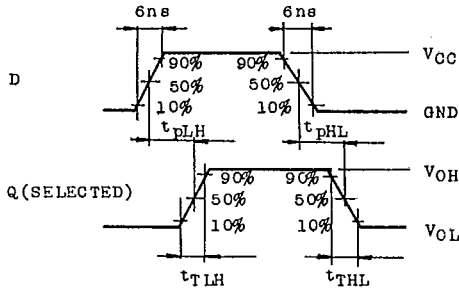 6ns 6ns
90% 90% VCC
D 50% 50%
10% 10% GND
tpLH tpHL
90% 90% VOH
Q(SELECTED) 50% 50%
10% 10% VOL
tTLH tTHL